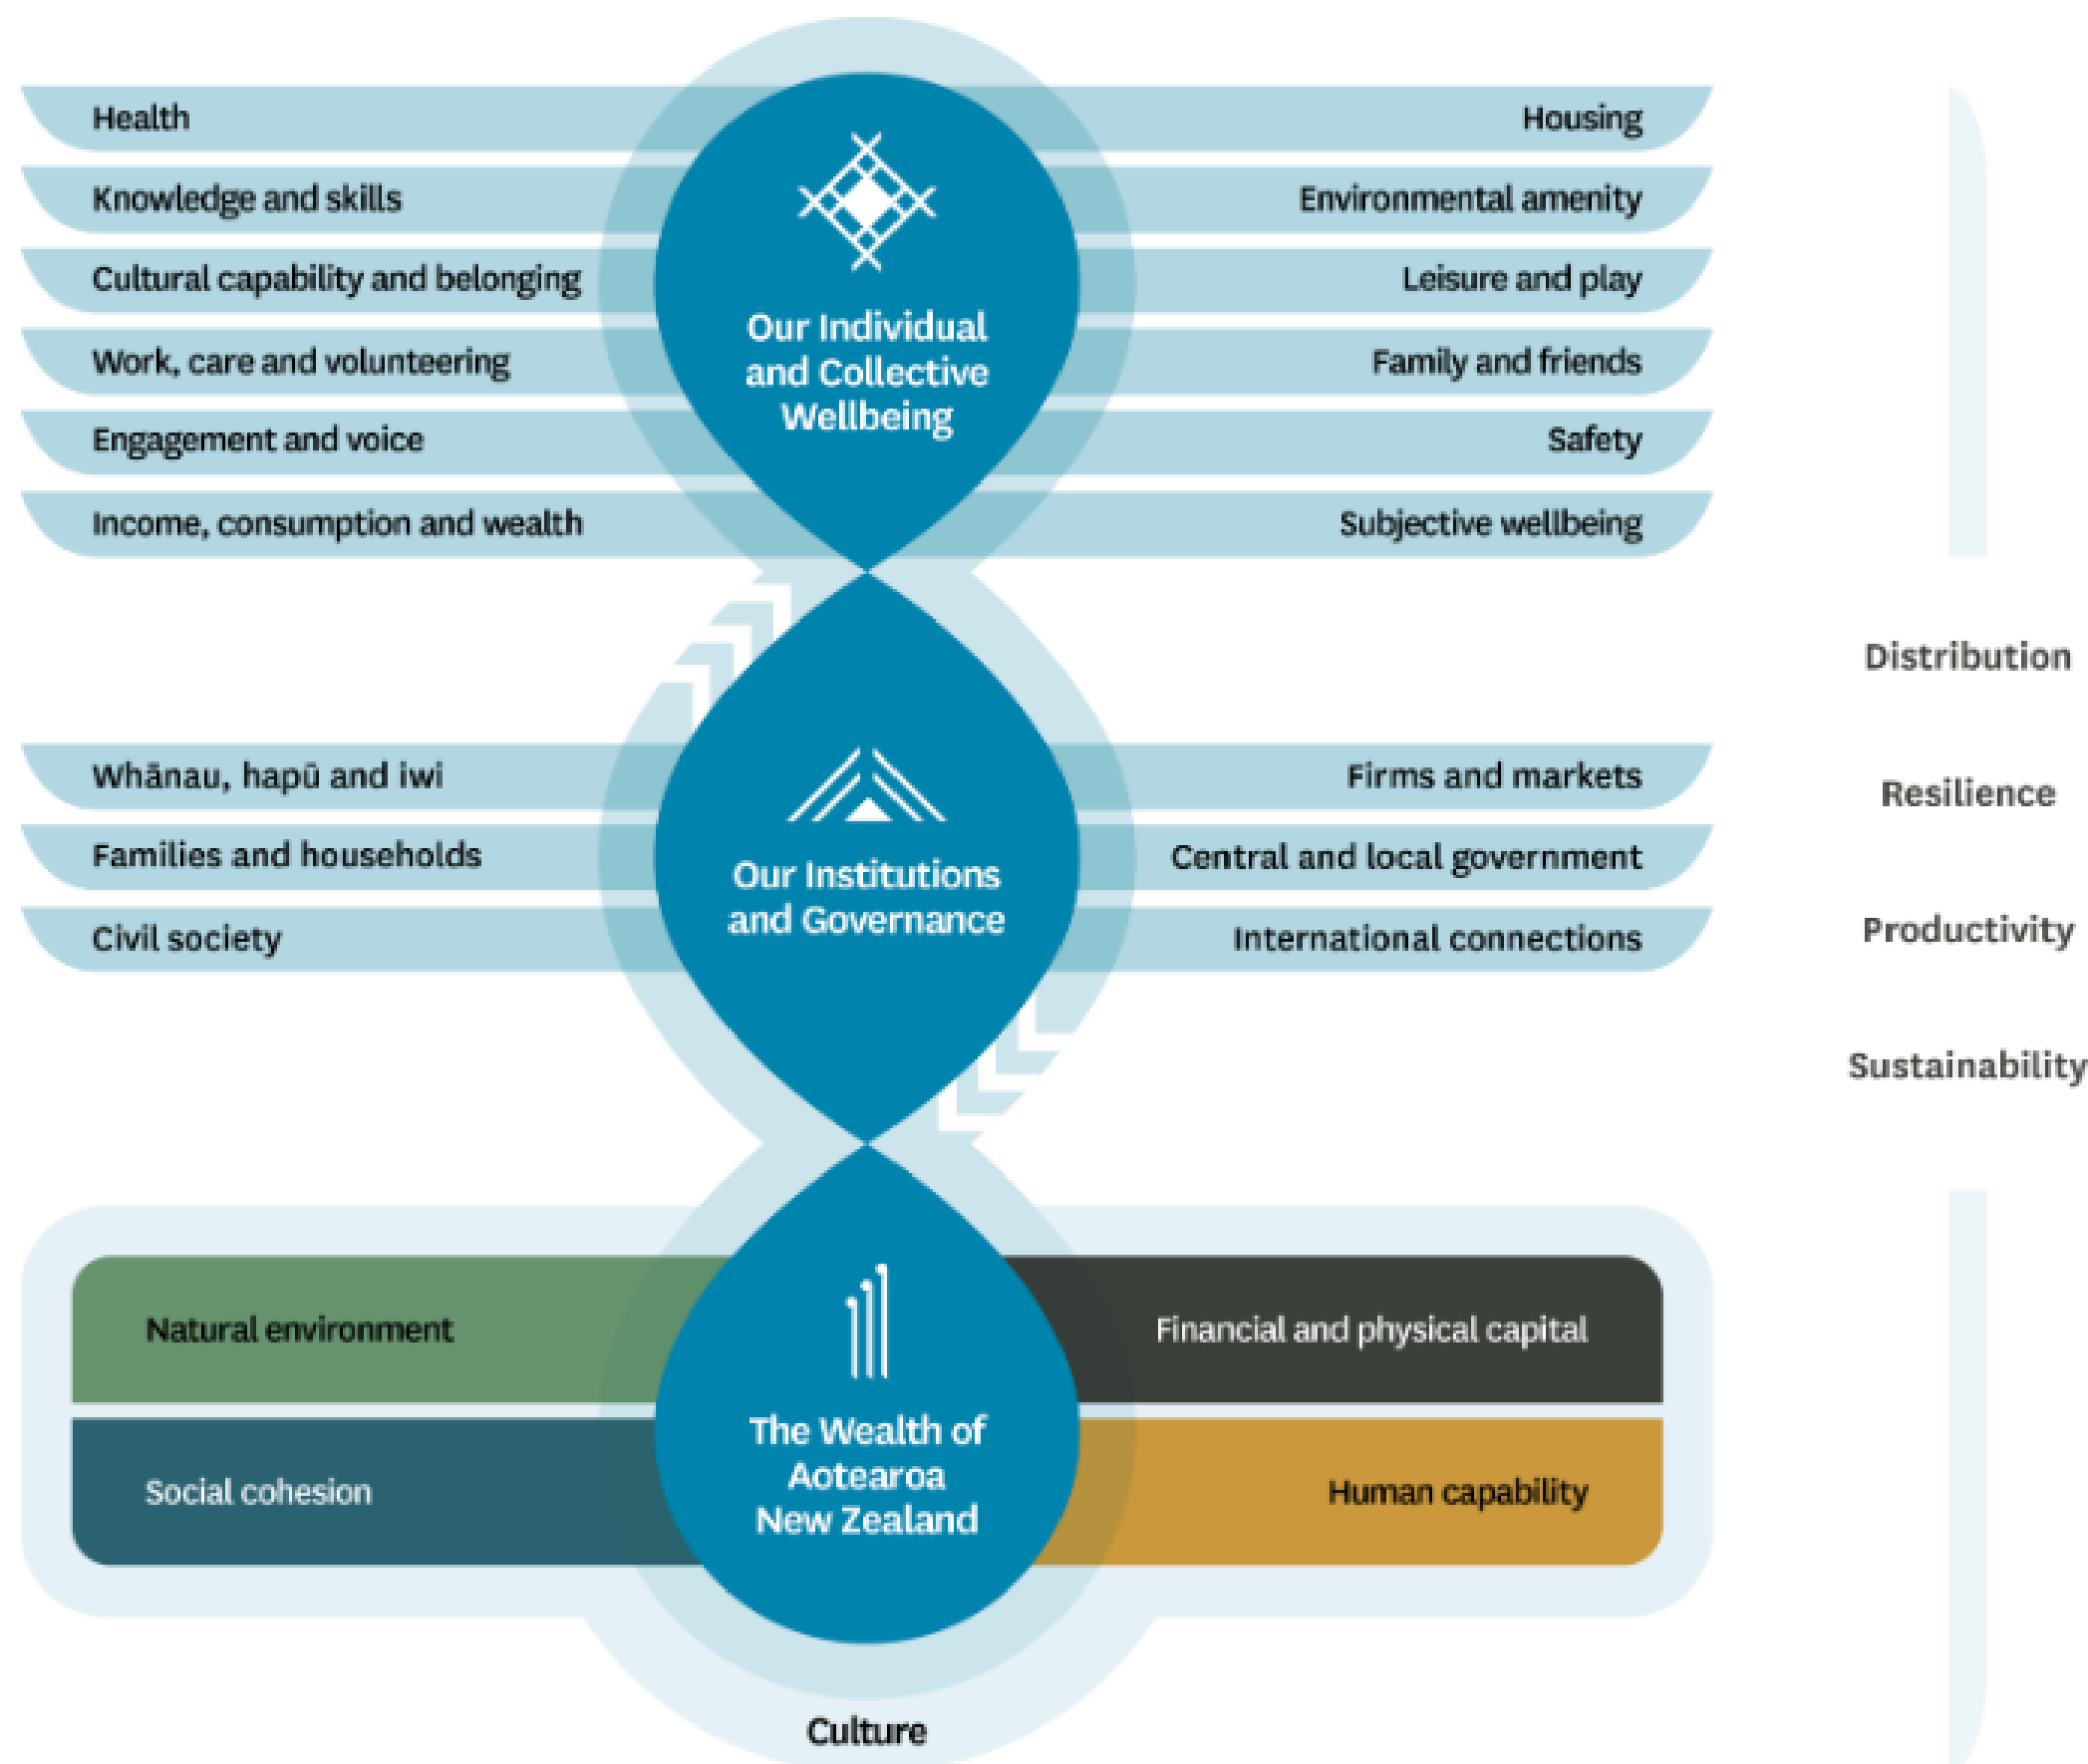 Health
Housing
Knowledge and skills
Environmental amenity
Cultural capability and belonging
Leisure and play
Work, care and volunteering
Family and friends
Engagement and voice
Safety
Income, consumption and wealth
Subjective wellbeing
Our Individual
and Collective
Wellbeing
Whānau, hapū and iwi
Firms and markets
Families and households
Central and local government
Civil society
International connections
Our Institutions
and Governance
Natural environment
Financial and physical capital
Social cohesion
Human capability
The Wealth of
Aotearoa
New Zealand
Culture
Distribution
Resilience
Productivity
Sustainability